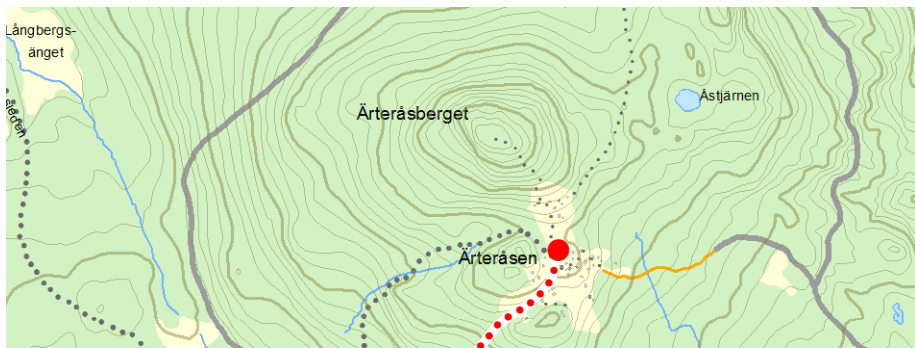 Långbergs-
änget
Ärteråsberget
Åstjärnen
Ärteråsen